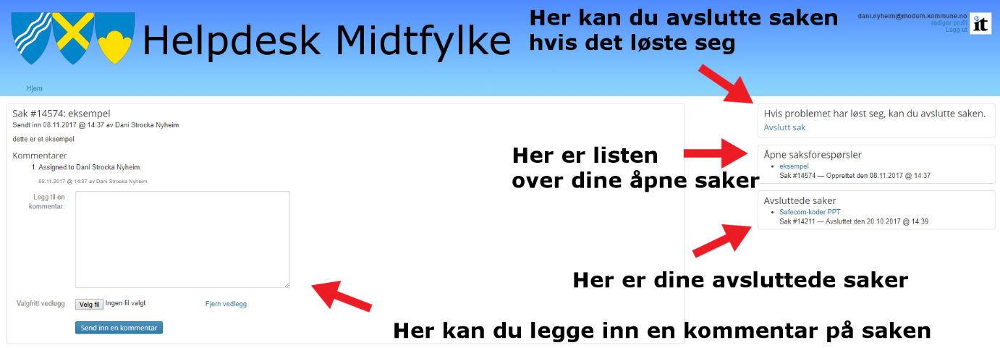 Helpdesk Midtfylke
Her kan du avslutte saken
hvis det løste seg
dani.nyheim@modum.kommune.no
rediger profil
Logg ut
it
Hjem
Sak #14574: eksempel
Sendt inn 08.11.2017 @ 14:37 av Dani Strocka Nyheim
dette er et eksempel
Kommentarer
1. Assigned to Dani Strocka Nyheim.
08.11.2017 @ 14:37 av Dani Strocka Nyheim
Legg til en
kommentar:
Valgfritt vedlegg
Velg fil Ingen fil valgt
Fjern vedlegg
Send inn en kommentar
Hvis problemet har løst seg, kan du avslutte saken.
Avslutt sak
Her er listen
over dine åpne saker
Åpne saksforespørsler
• eksempel
Sak #14574 — Opprettet den 08.11.2017 @ 14:37
Avsluttede saker
• Safecom-koder PPT
Sak #14211 — Avsluttet den 20.10.2017 @ 14:39
Her er dine avsluttede saker
Her kan du legge inn en kommentar på saken